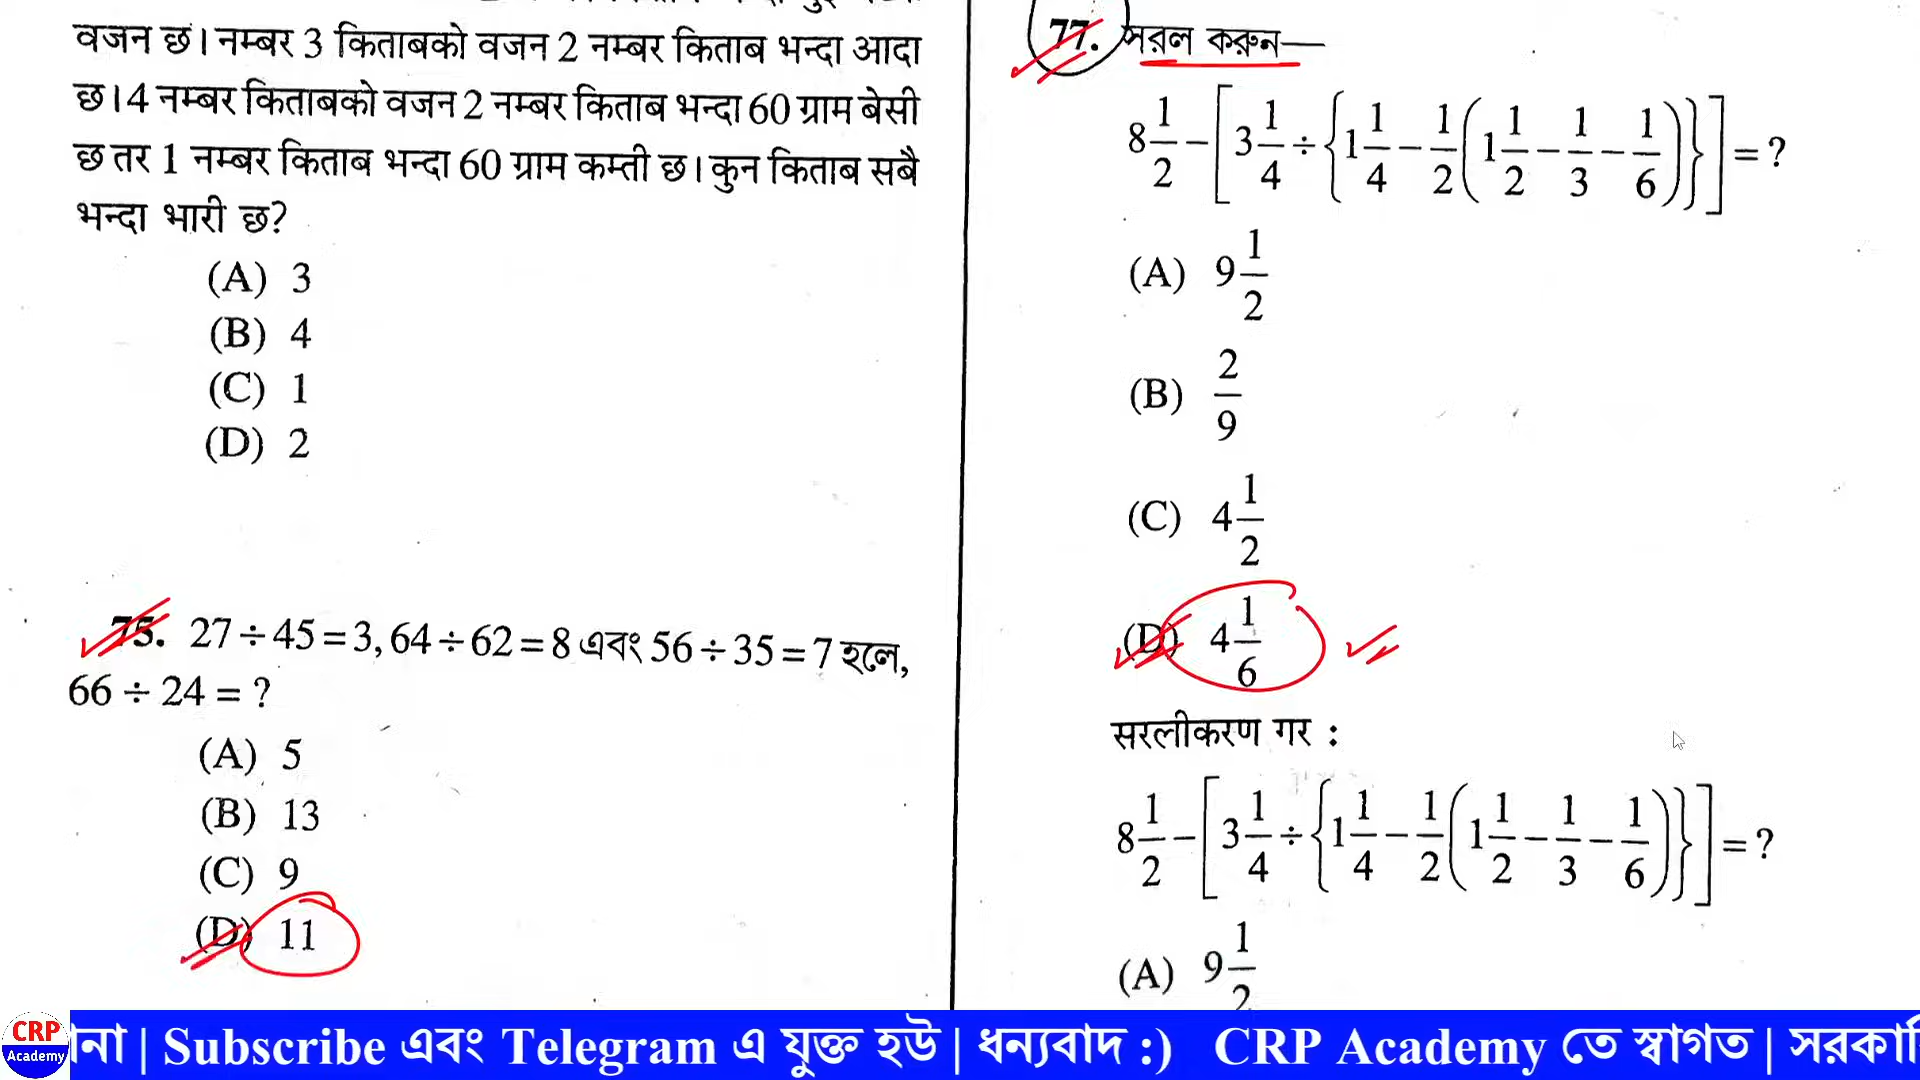 वजन छ। नम्बर 3 किताबको वजन 2 नम्बर किताब भन्दा आदा
छ। 4 नम्बर किताबको वजन 2 नम्बर किताब भन्दा 60 ग्राम बेसी
छ तर 1 नम्बर किताब भन्दा 60 ग्राम कम्ती छ। कुन किताब सबै
भन्दा भारी छ?
(A) 3
(B) 4
(C) 1
(D) 2
75. 27 ÷ 45 = 3, 64 ÷ 62 = 8 এবং 56 ÷ 35 = 7 হলে,
66 ÷ 24 = ?
(A) 5
(B) 13
(C) 9
(D) 11
77. সরল করুন—
8 1/2 − [3 1/4 ÷ {1 1/4 − 1/2 (1 1/2 − 1/3 − 1/6)}] = ?
(A) 9 1/2
(B) 2/9
(C) 4 1/2
(D) 4 1/6
सरलीकरण गर :
8 1/2 − [3 1/4 ÷ {1 1/4 − 1/2 (1 1/2 − 1/3 − 1/6)}] = ?
(A) 9 1/2
CRP
Academy
| Subscribe এবং Telegram এ যুক্ত হউ | ধন্যবাদ :) CRP Academy তে স্বাগত |